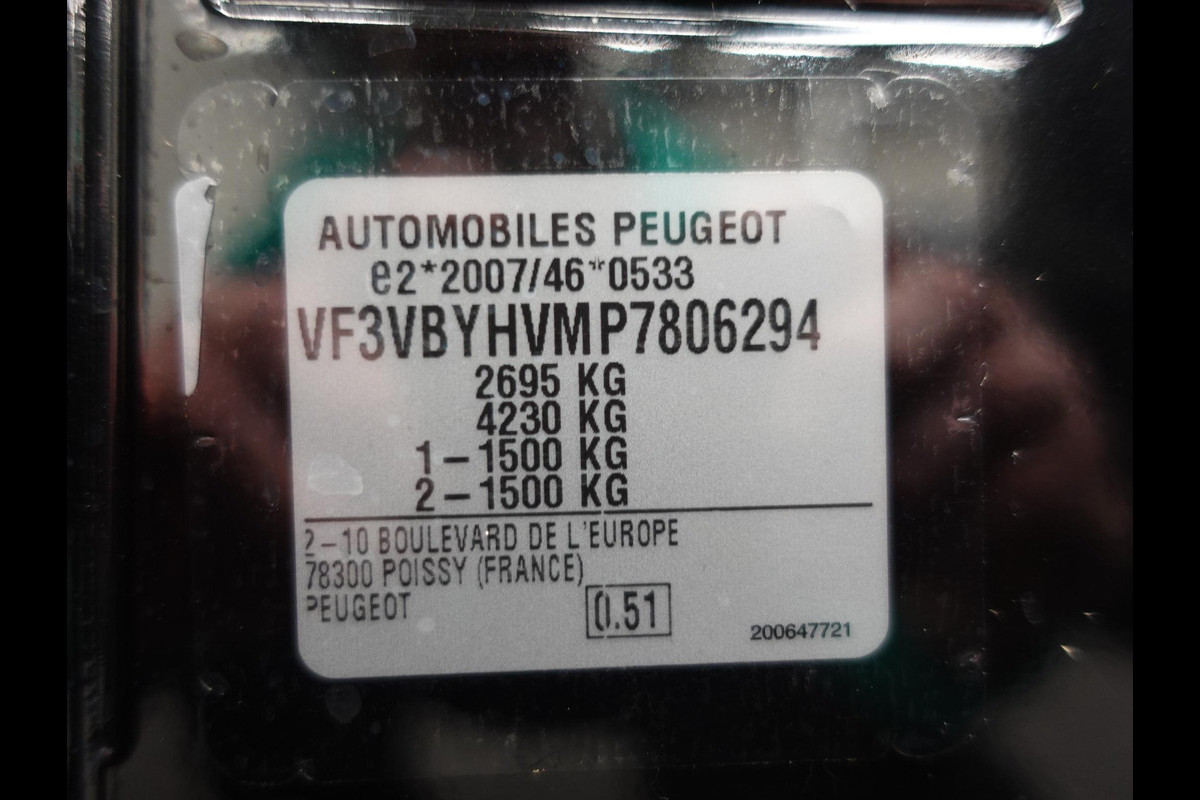 AUTOMOBILES PEUGEOT
e2*2007/46*0533
VF3VBYHVMP7806294
2695 KG
4230 KG
1-1500 KG
2-1500 KG
2-10 BOULEVARD DE L'EUROPE
78300 POISSY (FRANCE)
PEUGEOT
0.51
200647721